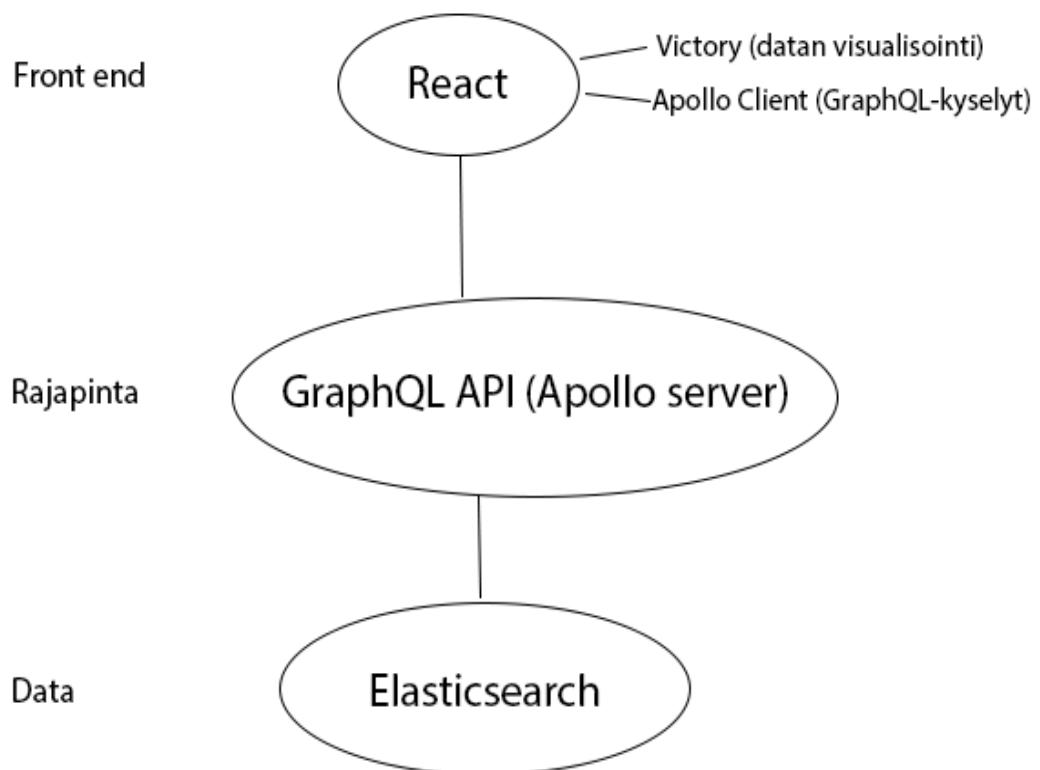 Front end
React
Victory (datan visualisointi)
Apollo Client (GraphQL-kyselyt)
Rajapinta
GraphQL API (Apollo server)
Data
Elasticsearch